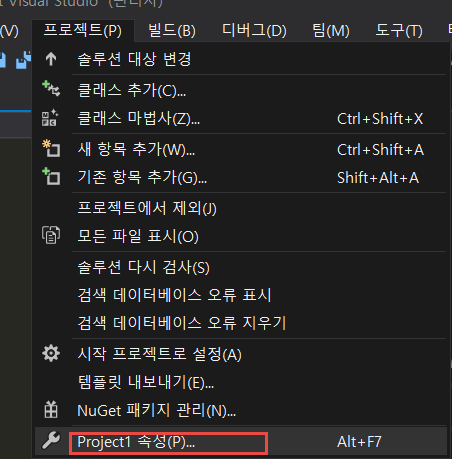 t Visual Studio (관리자)
(V) 프로젝트(P) 빌드(B) 디버그(D) 팀(M) 도구(T)
솔루션 대상 변경
클래스 추가(C)...
클래스 마법사(Z)... Ctrl+Shift+X
새 항목 추가(W)... Ctrl+Shift+A
기존 항목 추가(G)... Shift+Alt+A
프로젝트에서 제외(J)
모든 파일 표시(O)
솔루션 다시 검사(S)
검색 데이터베이스 오류 표시
검색 데이터베이스 오류 지우기
시작 프로젝트로 설정(A)
템플릿 내보내기(E)...
NuGet 패키지 관리(N)...
Project1 속성(P)... Alt+F7